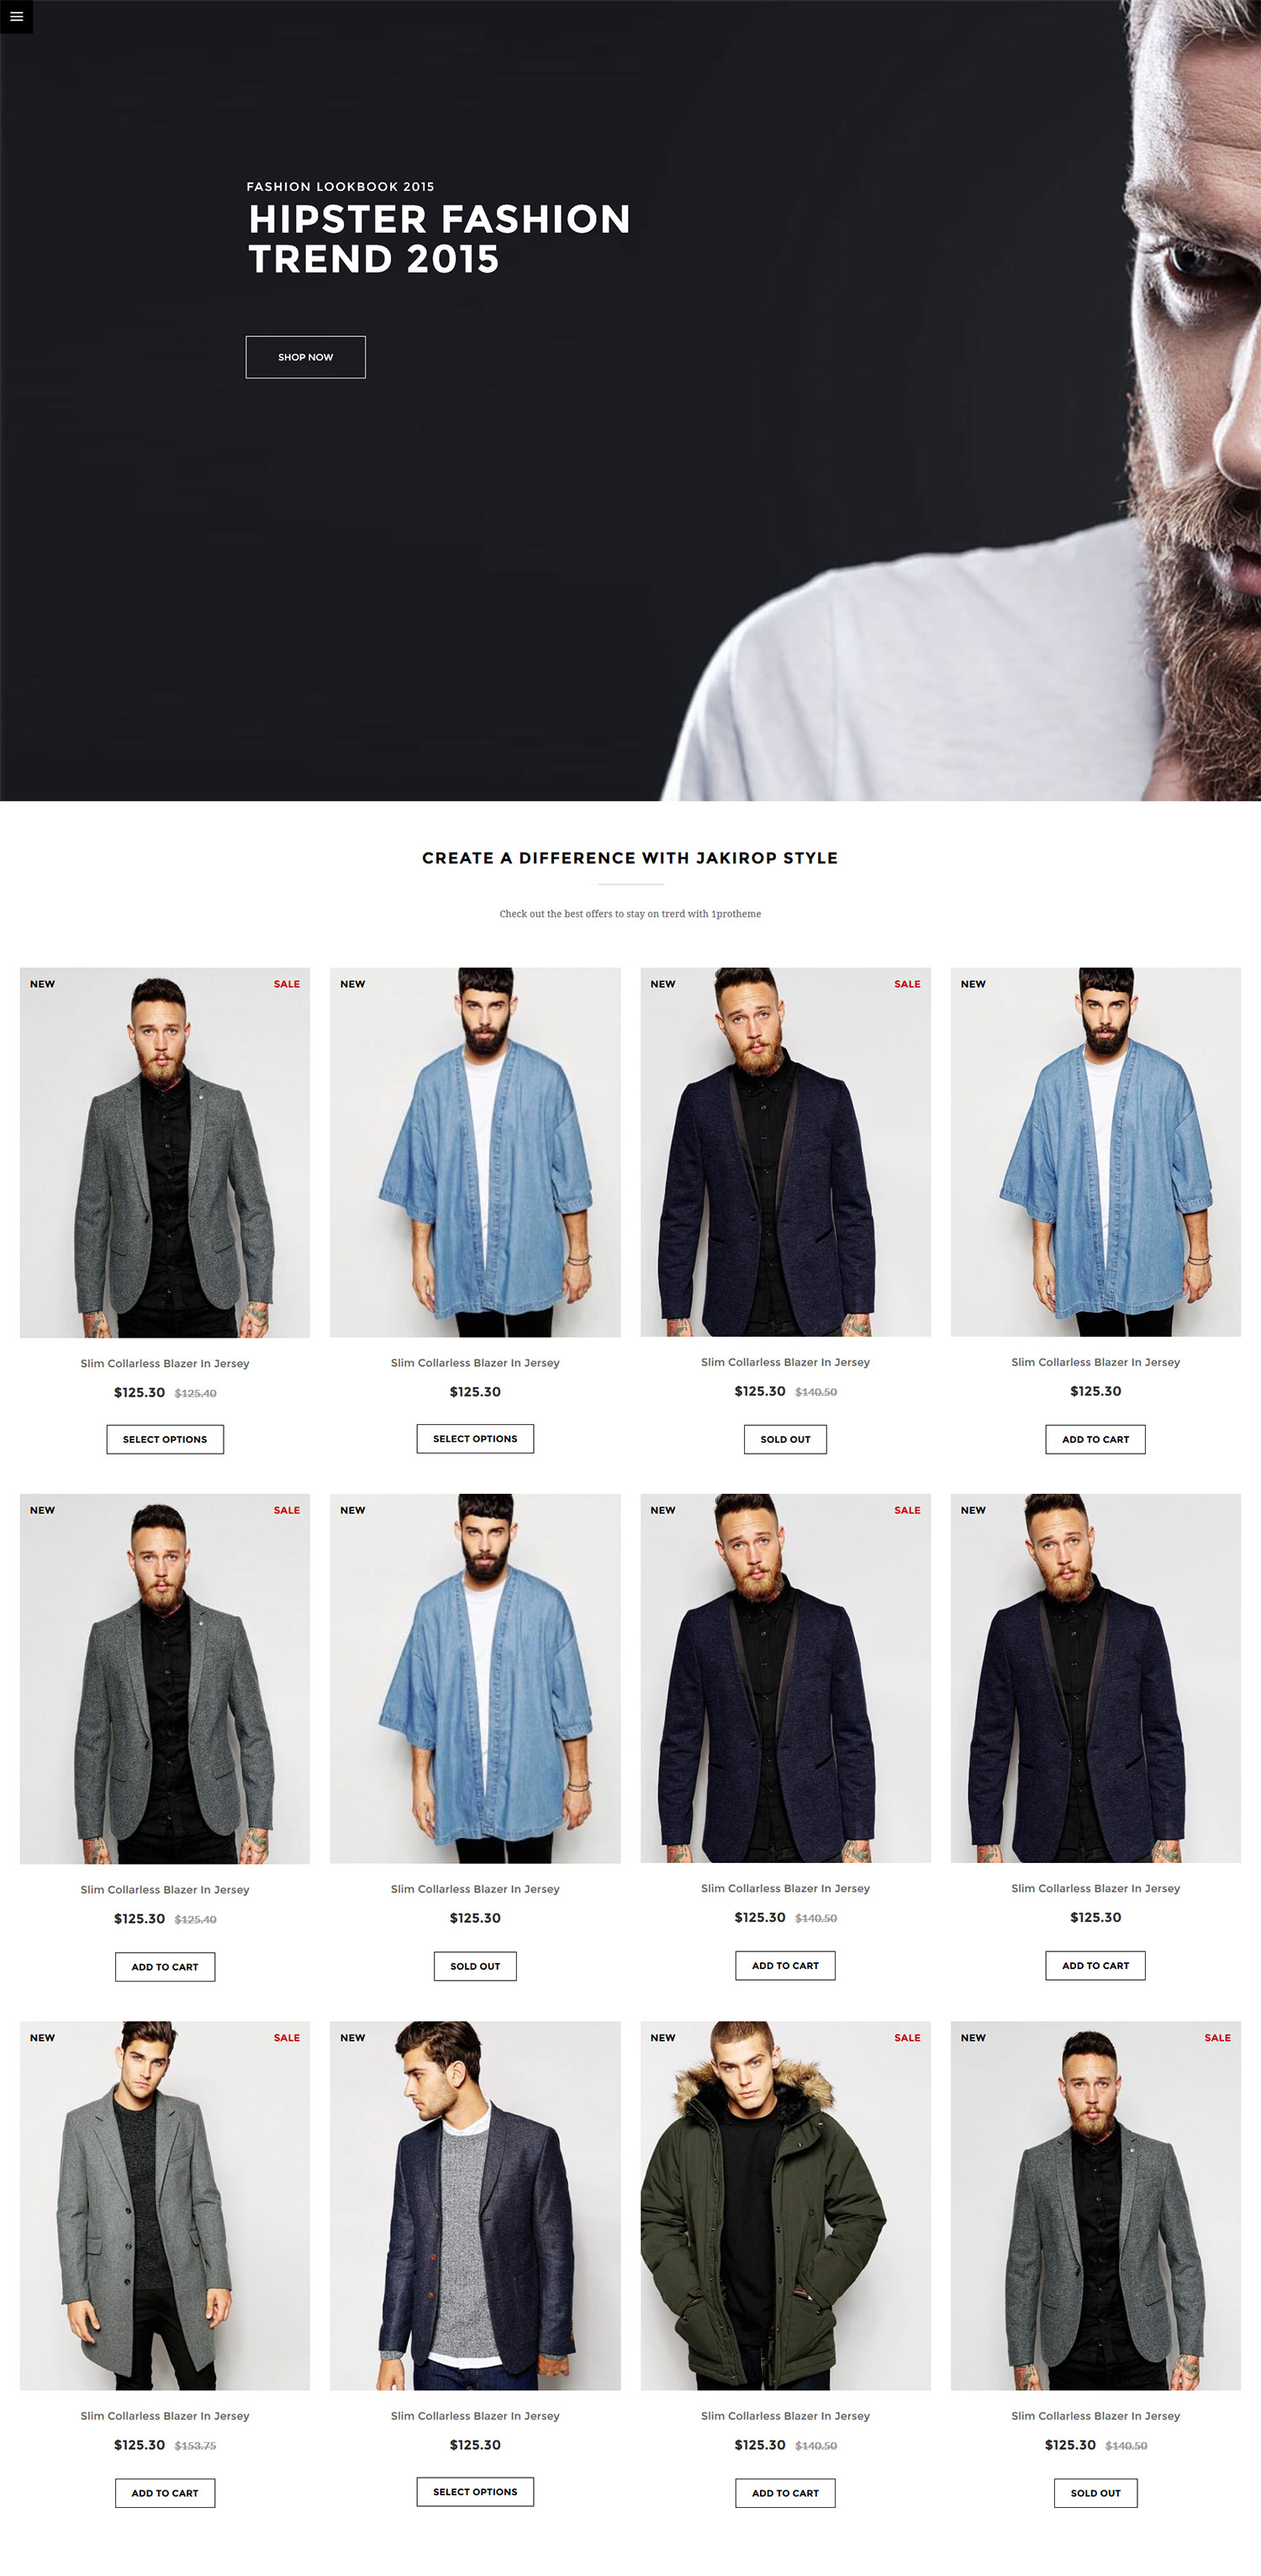 FASHION LOOKBOOK 2015
HIPSTER FASHION
TREND 2015
SHOP NOW
CREATE A DIFFERENCE WITH JAKIROP STYLE
Check out the best offers to stay on trerd with 1protheme
NEW SALE NEW NEW SALE NEW
Slim Collarless Blazer In Jersey Slim Collarless Blazer In Jersey Slim Collarless Blazer In Jersey Slim Collarless Blazer In Jersey
$125.30 $125.40 $125.30 $125.30 $140.50 $125.30
SELECT OPTIONS SELECT OPTIONS SOLD OUT ADD TO CART
NEW SALE NEW NEW SALE NEW
Slim Collarless Blazer In Jersey Slim Collarless Blazer In Jersey Slim Collarless Blazer In Jersey Slim Collarless Blazer In Jersey
$125.30 $125.40 $125.30 $125.30 $140.50 $125.30
ADD TO CART SOLD OUT ADD TO CART ADD TO CART
NEW SALE NEW NEW SALE NEW SALE
Slim Collarless Blazer In Jersey Slim Collarless Blazer In Jersey Slim Collarless Blazer In Jersey Slim Collarless Blazer In Jersey
$125.30 $153.75 $125.30 $125.30 $140.50 $125.30 $140.50
ADD TO CART SELECT OPTIONS ADD TO CART SOLD OUT